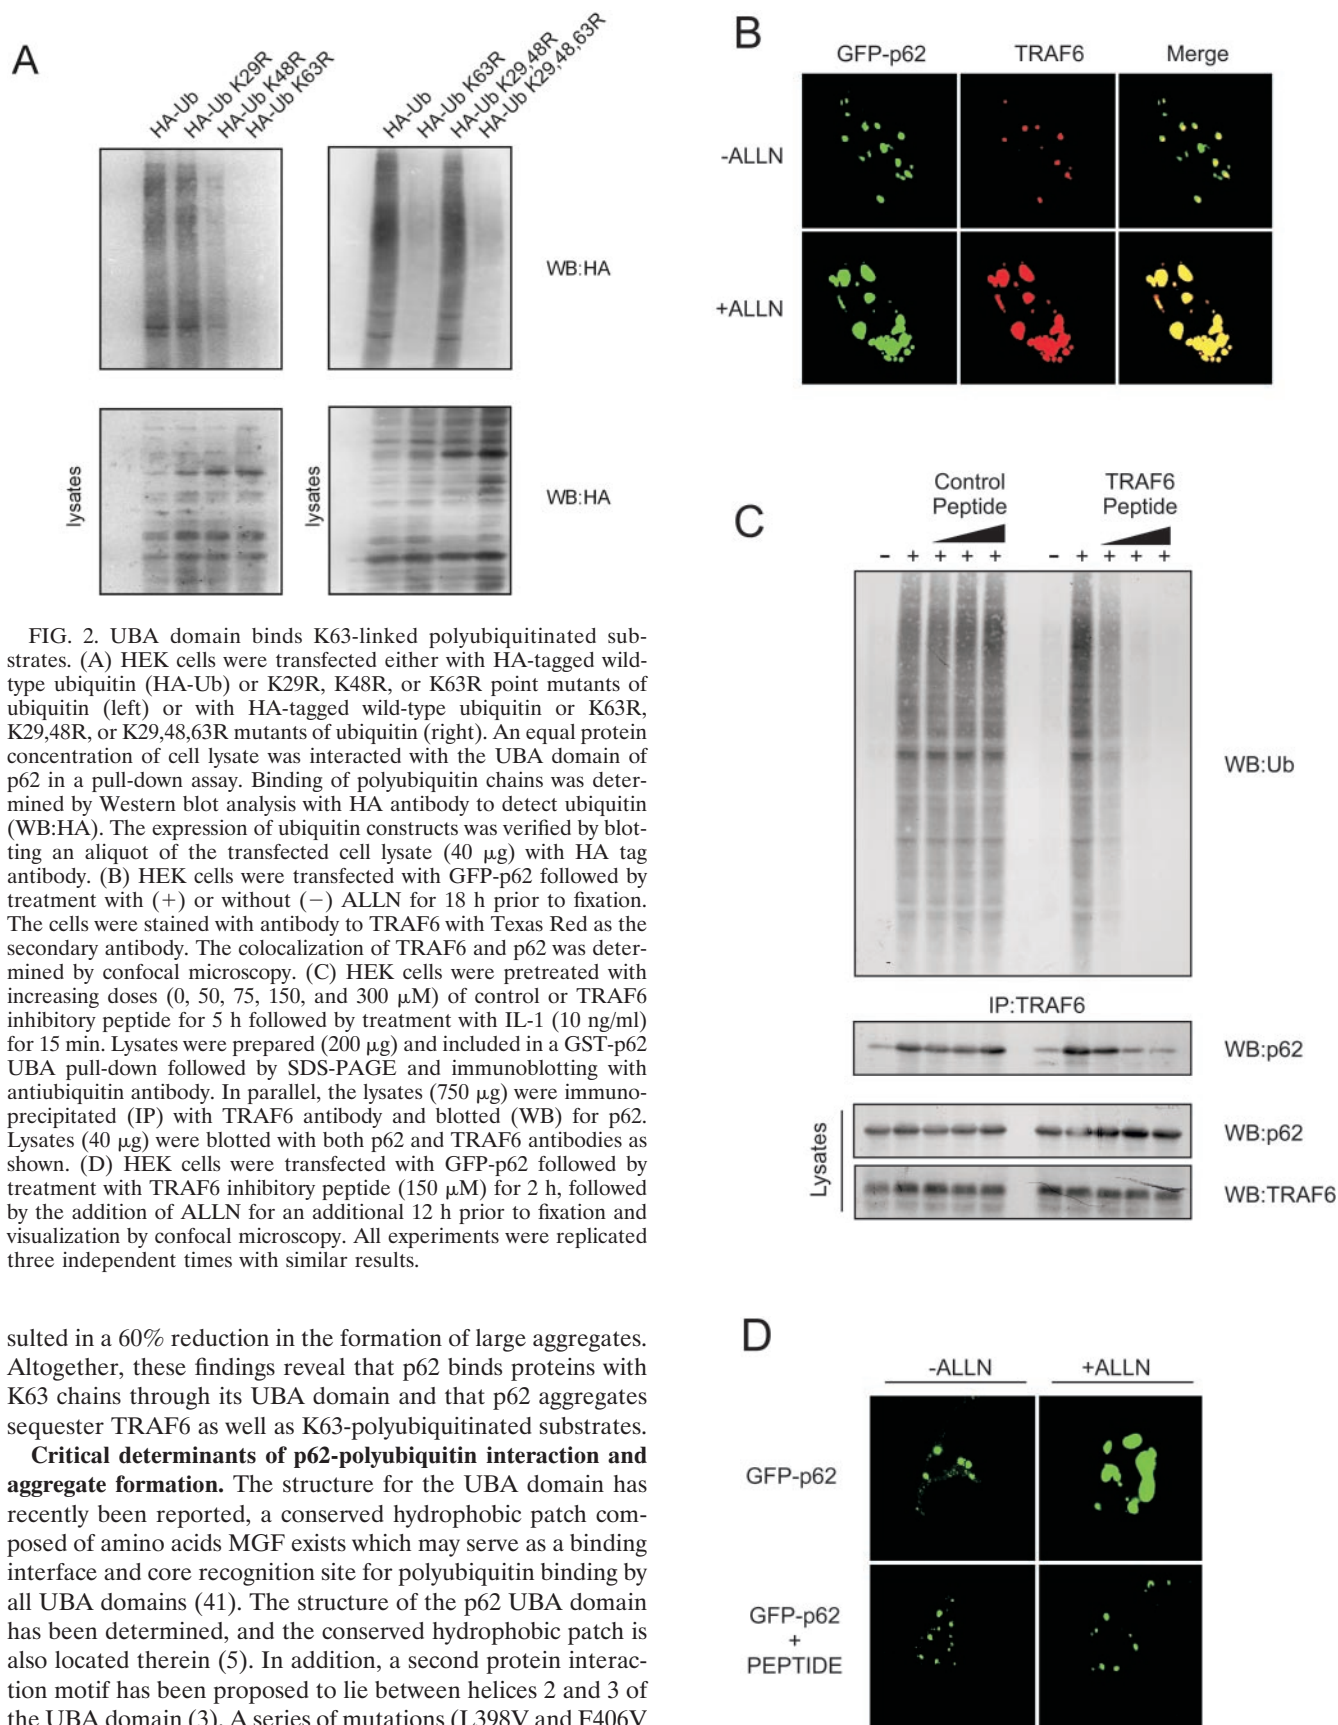 A
HA-Ub
HA-Ub K29R
HA-Ub K48R
HA-Ub K63R
HA-Ub
HA-Ub K63R
HA-Ub K29,48R
HA-Ub K29,48,63R
WB:HA
lysates
lysates
WB:HA
FIG. 2. UBA domain binds K63-linked polyubiquitinated sub-
strates. (A) HEK cells were transfected either with HA-tagged wild-
type ubiquitin (HA-Ub) or K29R, K48R, or K63R point mutants of
ubiquitin (left) or with HA-tagged wild-type ubiquitin or K63R,
K29,48R, or K29,48,63R mutants of ubiquitin (right). An equal protein
concentration of cell lysate was interacted with the UBA domain of
p62 in a pull-down assay. Binding of polyubiquitin chains was deter-
mined by Western blot analysis with HA antibody to detect ubiquitin
(WB:HA). The expression of ubiquitin constructs was verified by blot-
ting an aliquot of the transfected cell lysate (40 μg) with HA tag
antibody. (B) HEK cells were transfected with GFP-p62 followed by
treatment with (+) or without (−) ALLN for 18 h prior to fixation.
The cells were stained with antibody to TRAF6 with Texas Red as the
secondary antibody. The colocalization of TRAF6 and p62 was deter-
mined by confocal microscopy. (C) HEK cells were pretreated with
increasing doses (0, 50, 75, 150, and 300 μM) of control or TRAF6
inhibitory peptide for 5 h followed by treatment with IL-1 (10 ng/ml)
for 15 min. Lysates were prepared (200 μg) and included in a GST-p62
UBA pull-down followed by SDS-PAGE and immunoblotting with
antiubiquitin antibody. In parallel, the lysates (750 μg) were immuno-
precipitated (IP) with TRAF6 antibody and blotted (WB) for p62.
Lysates (40 μg) were blotted with both p62 and TRAF6 antibodies as
shown. (D) HEK cells were transfected with GFP-p62 followed by
treatment with TRAF6 inhibitory peptide (150 μM) for 2 h, followed
by the addition of ALLN for an additional 12 h prior to fixation and
visualization by confocal microscopy. All experiments were replicated
three independent times with similar results.
sulted in a 60% reduction in the formation of large aggregates.
Altogether, these findings reveal that p62 binds proteins with
K63 chains through its UBA domain and that p62 aggregates
sequester TRAF6 as well as K63-polyubiquitinated substrates.
Critical determinants of p62-polyubiquitin interaction and
aggregate formation. The structure for the UBA domain has
recently been reported, a conserved hydrophobic patch com-
posed of amino acids MGF exists which may serve as a binding
interface and core recognition site for polyubiquitin binding by
all UBA domains (41). The structure of the p62 UBA domain
has been determined, and the conserved hydrophobic patch is
also located therein (5). In addition, a second protein interac-
tion motif has been proposed to lie between helices 2 and 3 of
the UBA domain (3). A series of mutations (L398V and F406V
B
GFP-p62 TRAF6 Merge
-ALLN
+ALLN
C
Control Peptide
TRAF6 Peptide
- + + + + - + + + +
WB:Ub
IP:TRAF6
WB:p62
Lysates
WB:p62
WB:TRAF6
D
-ALLN +ALLN
GFP-p62
GFP-p62
+
PEPTIDE